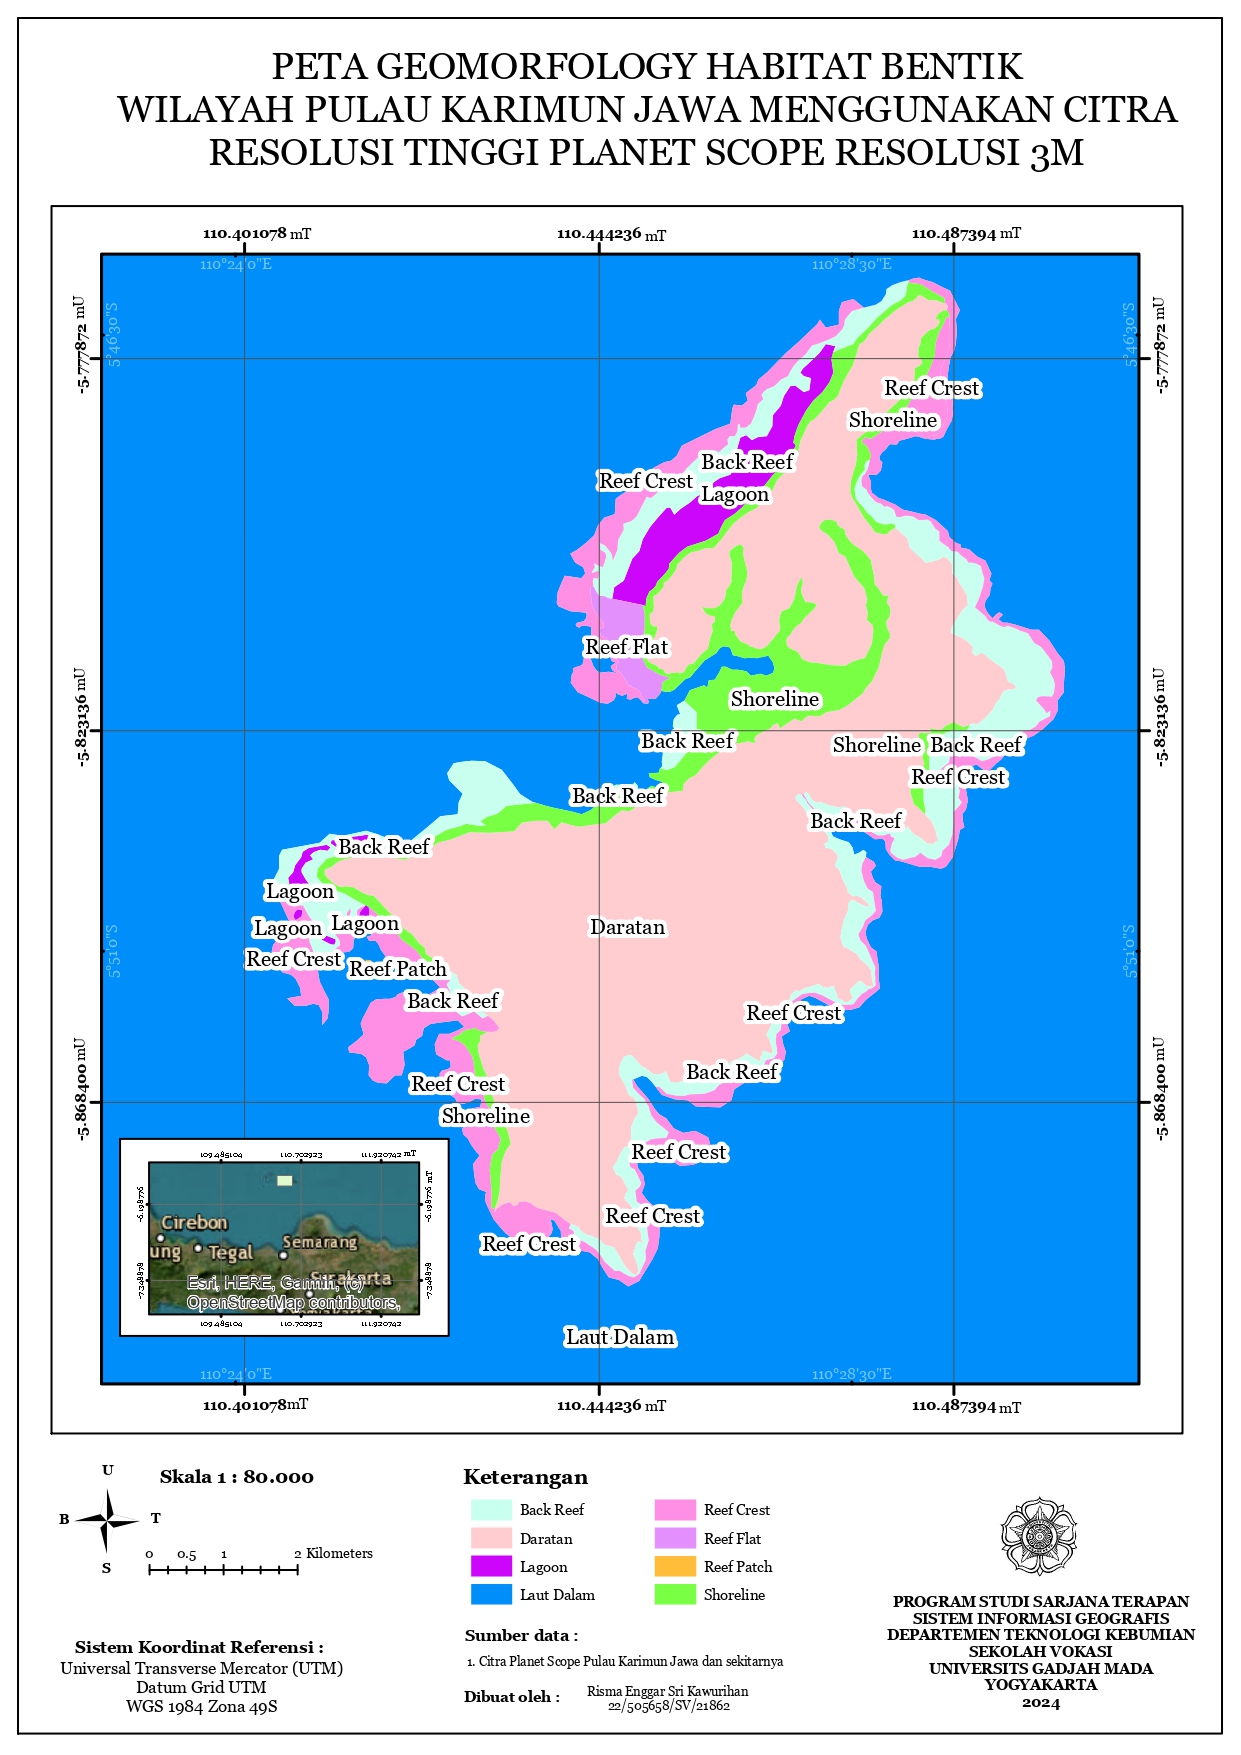 PETA GEOMORFOLOGY HABITAT BENTIK
WILAYAH PULAU KARIMUN JAWA MENGGUNAKAN CITRA
RESOLUSI TINGGI PLANET SCOPE RESOLUSI 3M
110.401078 mT
110.444236 mT
110.487394 mT
110°24'0"E
110°28'30"E
-5.777872 mU
5°46'30"S
5°46'30"S
-5.777872 mU
Reef Crest
Shoreline
Back Reef
Reef Crest
Lagoon
Reef Flat
Shoreline
-5.823136 mU
-5.823136 mU
Back Reef
Shoreline
Back Reef
Reef Crest
Back Reef
Back Reef
Back Reef
Lagoon
Lagoon
Lagoon
Daratan
Reef Crest
Reef Patch
5°51'0"S
5°51'0"S
Back Reef
Reef Crest
Back Reef
Reef Crest
Shoreline
-5.868400 mU
-5.868400 mU
Reef Crest
Reef Crest
Reef Crest
Laut Dalam
109.485104
110.702923
111.920742 mT
-6.198776
-6.198776 mT
Cirebon
ung
Tegal
Semarang
Surakarta
-7.348878
-7.348878
Esri, HERE, Garmin, (c)
OpenStreetMap contributors,
109.485104
110.702923
111.920742
110°24'0"E
110°28'30"E
110.401078 mT
110.444236 mT
110.487394 mT
U
B
T
S
Skala 1 : 80.000
0
0.5
1
2 Kilometers
Sistem Koordinat Referensi :
Universal Transverse Mercator (UTM)
Datum Grid UTM
WGS 1984 Zona 49S
Keterangan
Back Reef
Daratan
Lagoon
Laut Dalam
Reef Crest
Reef Flat
Reef Patch
Shoreline
Sumber data :
1. Citra Planet Scope Pulau Karimun Jawa dan sekitarnya
Dibuat oleh :
Risma Enggar Sri Kawurihan
22/505658/SV/21862
PROGRAM STUDI SARJANA TERAPAN
SISTEM INFORMASI GEOGRAFIS
DEPARTEMEN TEKNOLOGI KEBUMIAN
SEKOLAH VOKASI
UNIVERSITS GADJAH MADA
YOGYAKARTA
2024